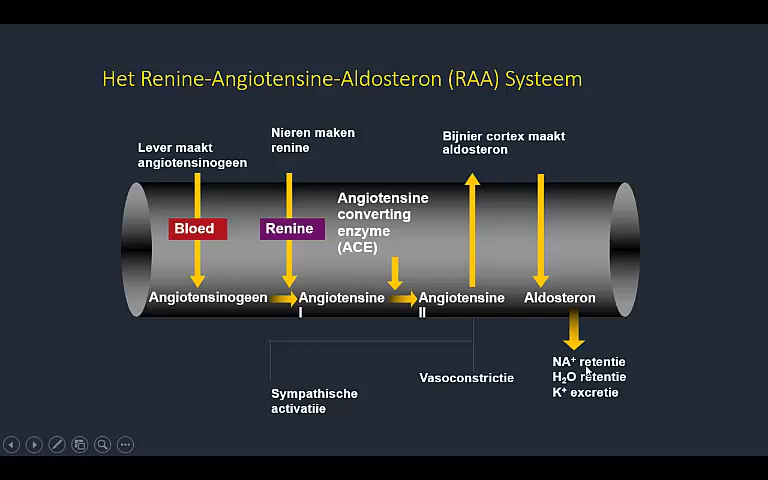 Het Renine-Angiotensine-Aldosteron (RAA) Systeem
Lever maakt
angiotensinogeen
Nieren maken
renine
Bijnier cortex maakt
aldosteron
Angiotensine
converting
enzyme
(ACE)
Bloed
Renine
Angiotensinogeen
Angiotensine
I
Angiotensine
II
Aldosteron
Sympathische
activatiie
Vasoconstrictie
NA⁺ retentie
H₂O retentie
K⁺ excretie